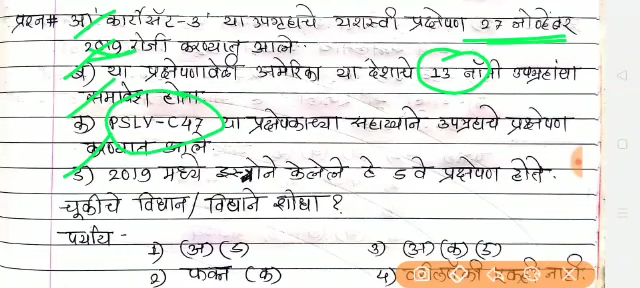 प्रश्न# अ) 'कार्टोसॅट-3' या उपग्रहाचे यशस्वी प्रक्षेपण 27 नोव्हेंबर
2019 रोजी करण्यात आले.
ब) या प्रक्षेपणावेळी अमेरिका या देशाचे 13 नॅनो उपग्रहांचा
समावेश होता.
क) PSLV-C47 या प्रक्षेपकाच्या सहाय्याने उपग्रहाचे प्रक्षेपण
करण्यात आले.
ड) 2019 मध्ये इस्रोने केलेले हे 5 वे प्रक्षेपण होते.
चूकीचे विधान/विधाने शोधा?
पर्याय -
1) (अ) (ड) 3) (अ) (क) (ड)
2) फक्त (क) 4) एकही नाही.